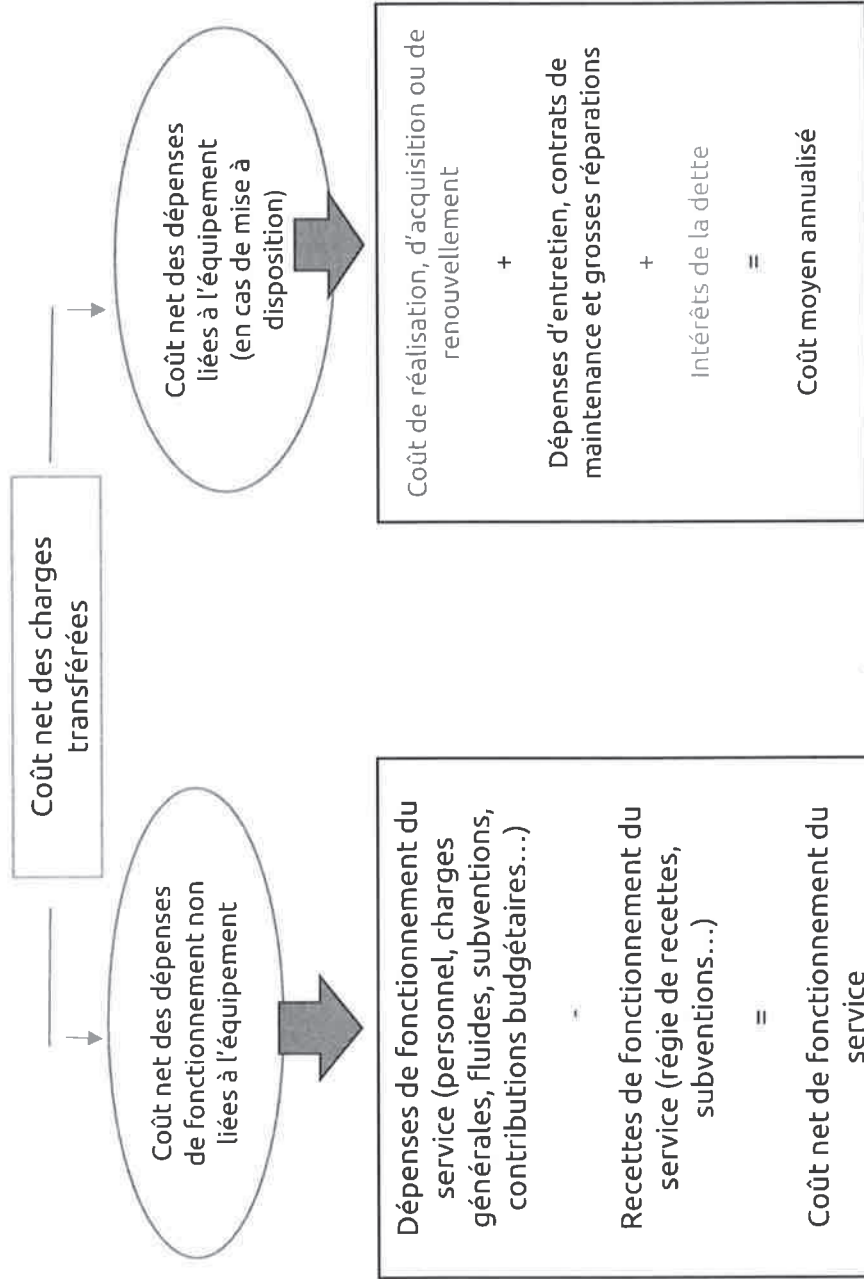 Coût net des charges
transférées
Coût net des dépenses
de fonctionnement non
liées à l'équipement
Dépenses de fonctionnement du
service (personnel, charges
générales, fluides, subventions,
contributions budgétaires...)
-
Recettes de fonctionnement du
service (régie de recettes,
subventions...)
=
Coût net de fonctionnement du
service
Coût net des dépenses
liées à l'équipement
(en cas de mise à
disposition)
Coût de réalisation, d'acquisition ou de
renouvellement
+
Dépenses d'entretien, contrats de
maintenance et grosses réparations
+
Intérêts de la dette
=
Coût moyen annualisé